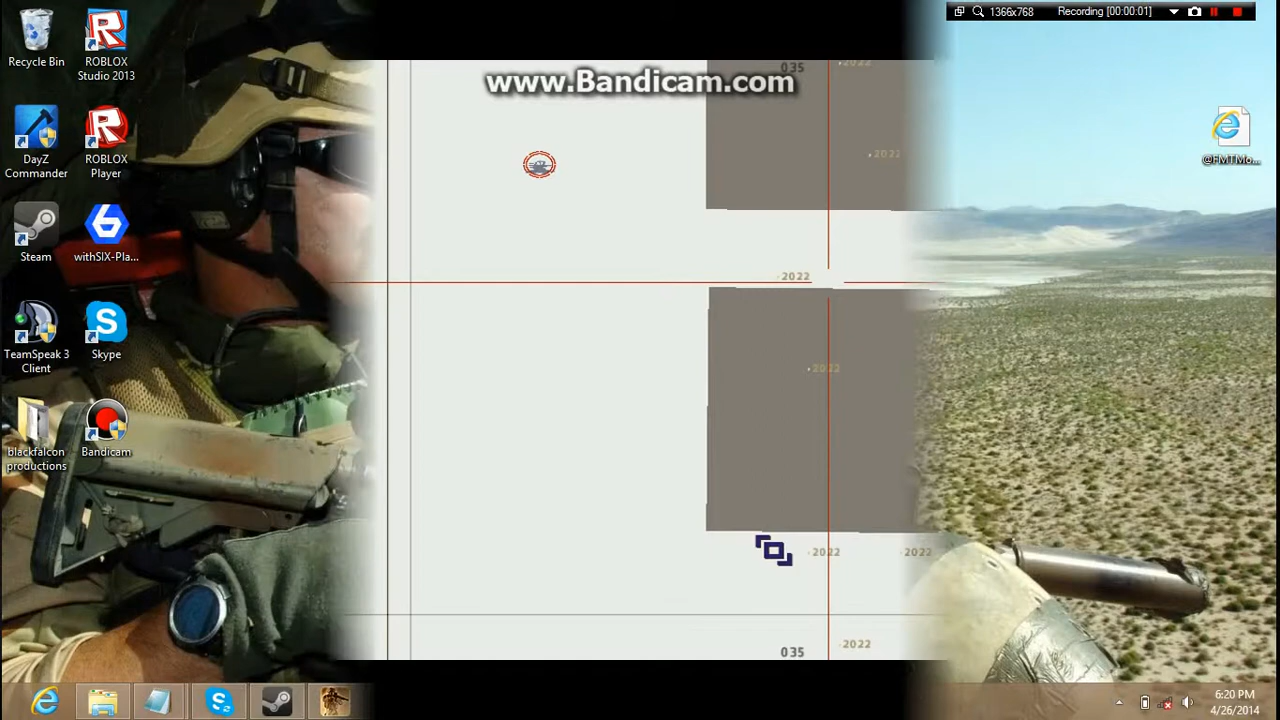 1366x768 Recording [00:00:01]
www.Bandicam.com
Recycle Bin
ROBLOX
Studio 2013
DayZ
Commander
ROBLOX
Player
Steam
withSIX-Pla...
TeamSpeak 3
Client
Skype
blackfalcon
productions
Bandicam
@FMTMo...
035
2022
2022
2022
2022
2022
2022
2022
035
6:20 PM
4/26/2014